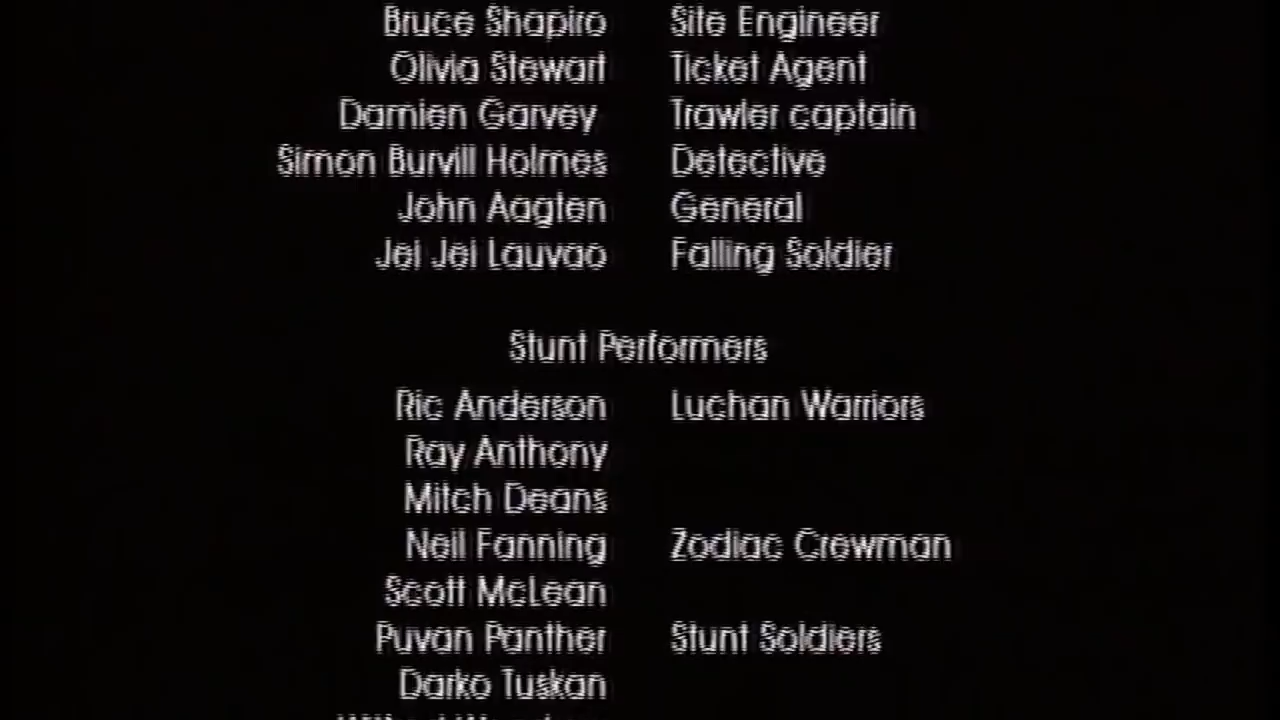 Bruce Shapiro Site Engineer
Olivia Stewart Ticket Agent
Damien Garvey Trawler captain
Simon Burvill Holmes Detective
John Aagten General
Jei Jei Lauvao Falling Soldier
Stunt Performers
Ric Anderson Luchan Warriors
Ray Anthony
Mitch Deans
Neil Fanning Zodiac Crewman
Scott McLean
Puvan Panther Stunt Soldiers
Darko Tuskan